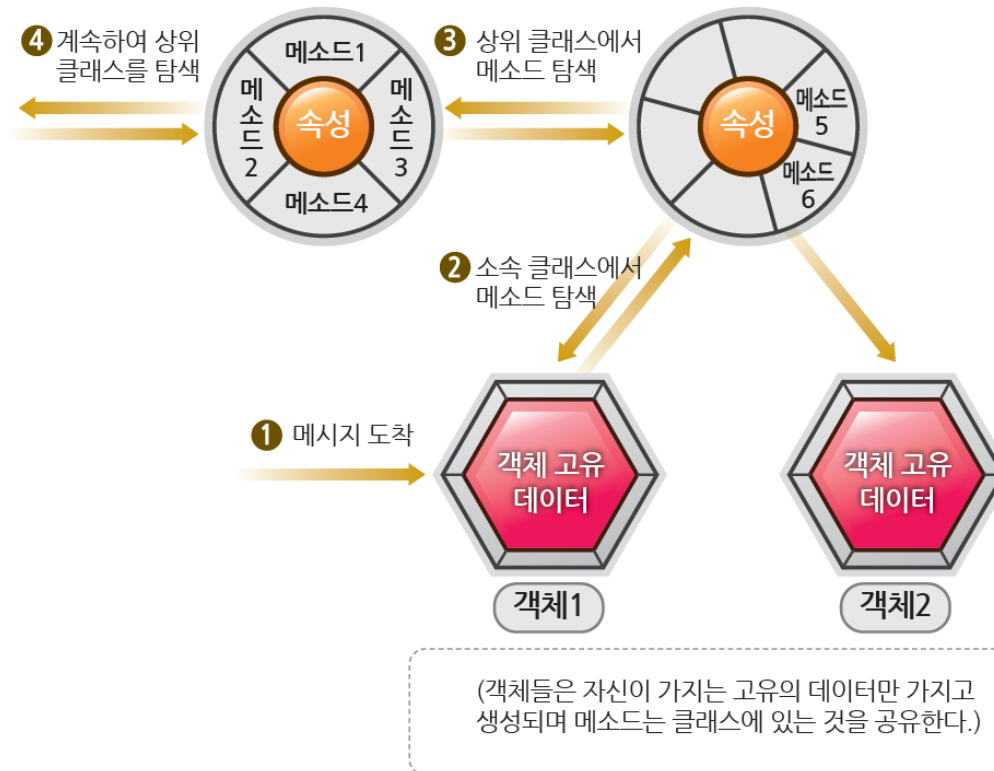 ❹ 계속하여 상위
클래스를 탐색
메소드1
메소드2
속성
메소드3
메소드4
❸ 상위 클래스에서
메소드 탐색
속성
메소드
5
메소드
6
❷ 소속 클래스에서
메소드 탐색
❶ 메시지 도착
객체 고유
데이터
객체1
객체 고유
데이터
객체2
(객체들은 자신이 가지는 고유의 데이터만 가지고
생성되며 메소드는 클래스에 있는 것을 공유한다.)